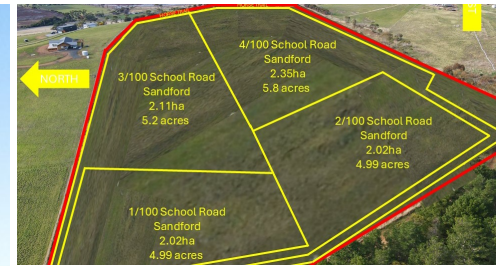 NORTH
3/100 School Road
Sandford
2.11ha
5.2 acres
4/100 School Road
Sandford
2.35ha
5.8 acres
2/100 School Road
Sandford
2.02ha
4.99 acres
1/100 School Road
Sandford
2.02ha
4.99 acres